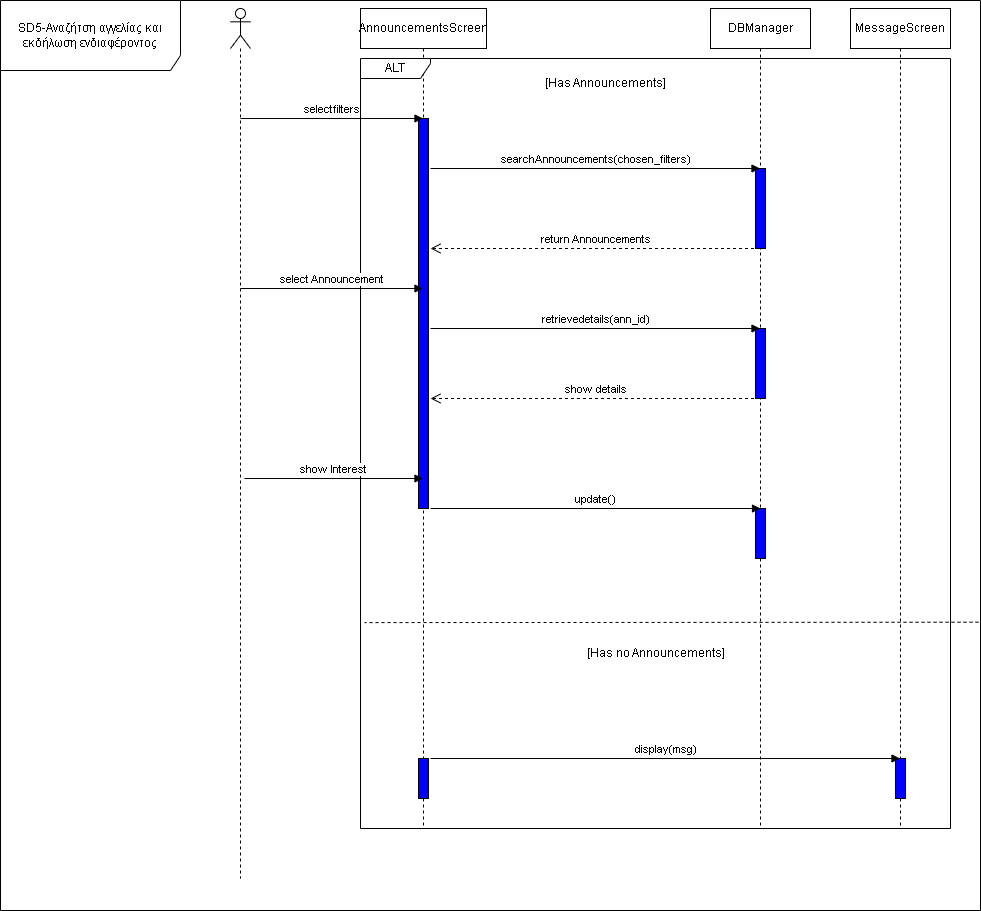 SD5-Αναζήτση αγγελίας και
εκδήλωση ενδιαφέροντος
AnnouncementsScreen
DBManager
MessageScreen
ALT
[Has Announcements]
selectfilters
searchAnnouncements(chosen_filters)
return Announcements
select Announcement
retrievedetails(ann_id)
show details
show Interest
update()
[Has no Announcements]
display(msg)